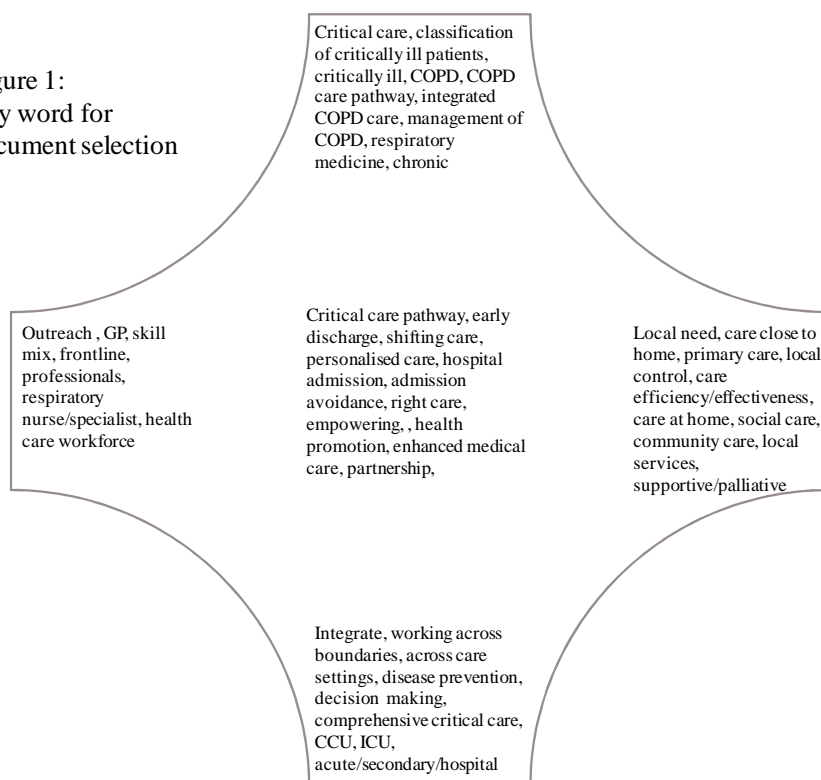 Critical care, classification
of critically ill patients,
critically ill, COPD, COPD
care pathway, integrated
COPD care, management of
COPD, respiratory
medicine, chronic
gure 1:
y word for
cument selection
Outreach , GP, skill
mix, frontline,
professionals,
respiratory
nurse/specialist, health
care workforce
Critical care pathway, early
discharge, shifting care,
personalised care, hospital
admission, admission
avoidance, right care,
empowering, , health
promotion, enhanced medical
care, partnership,
Local need, care close to
home, primary care, local
control, care
efficiency/effectiveness,
care at home, social care,
community care, local
services,
supportive/palliative
Integrate, working across
boundaries, across care
settings, disease prevention,
decision making,
comprehensive critical care,
CCU, ICU,
acute/secondary/hospital